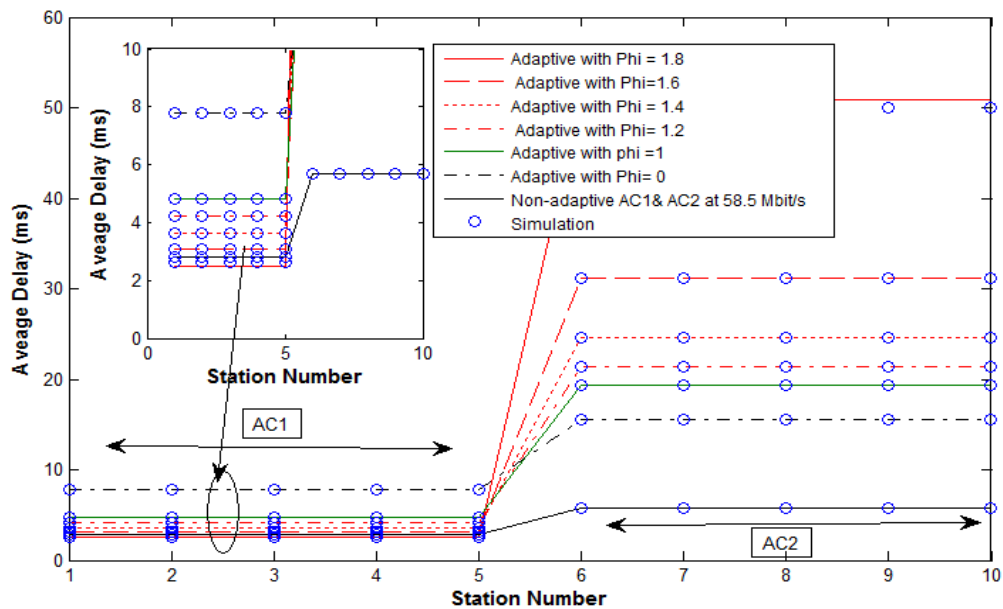 60
50
40
30
20
10
0
Aveage Delay (ms)
1 2 3 4 5 6 7 8 9 10
Station Number
10
8
6
4
2
0
Aveage Delay (ms)
0 5 10
Station Number
Adaptive with Phi = 1.8
Adaptive with Phi=1.6
Adaptive with Phi = 1.4
Adaptive with Phi= 1.2
Adaptive with phi =1
Adaptive with Phi= 0
Non-adaptive AC1& AC2 at 58.5 Mbit/s
Simulation
AC1
AC2